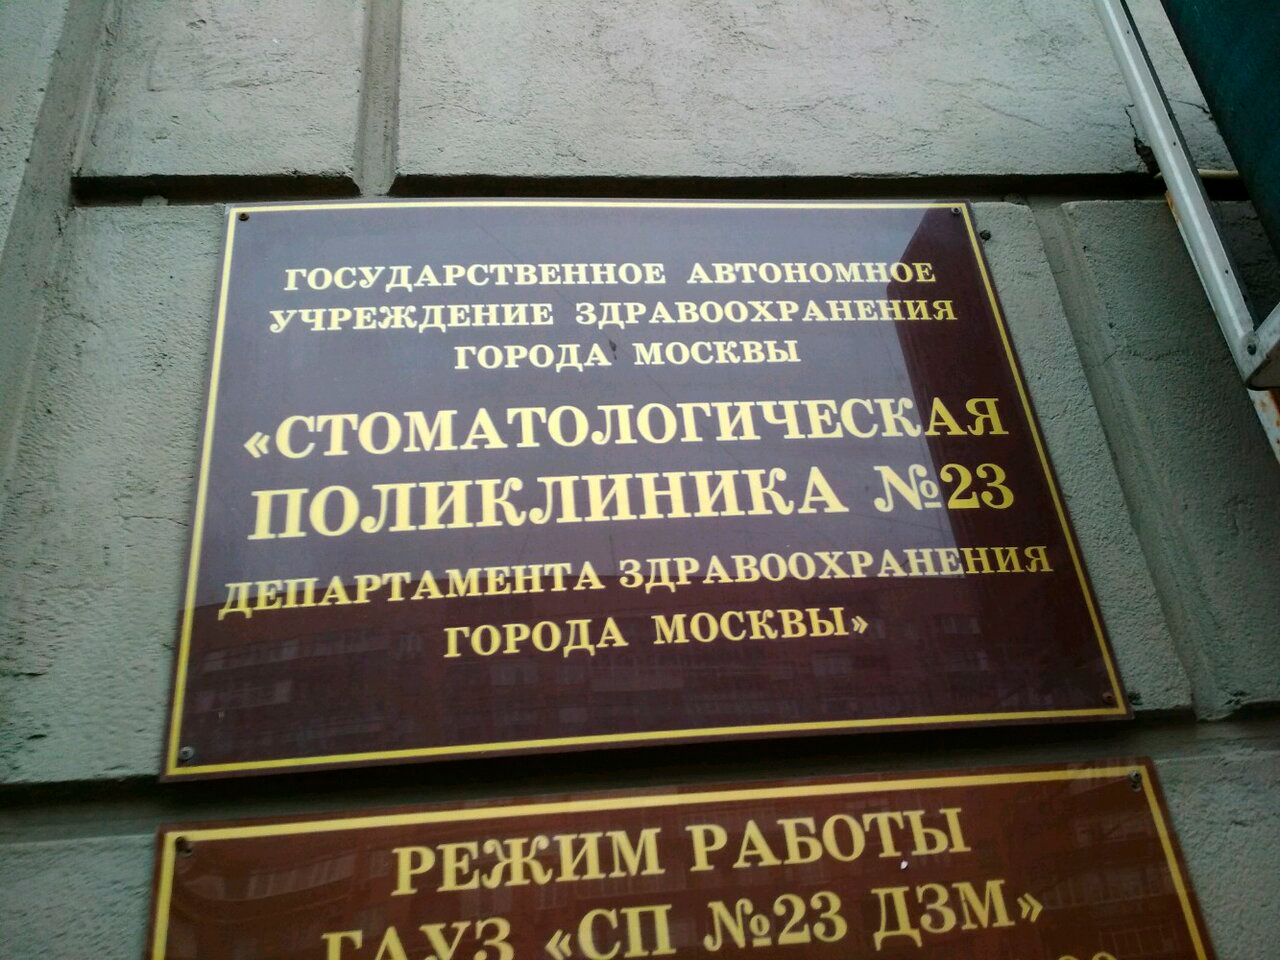 ГОСУДАРСТВЕННОЕ АВТОНОМНОЕ
УЧРЕЖДЕНИЕ ЗДРАВООХРАНЕНИЯ
ГОРОДА МОСКВЫ
«СТОМАТОЛОГИЧЕСКАЯ
ПОЛИКЛИНИКА №23
ДЕПАРТАМЕНТА ЗДРАВООХРАНЕНИЯ
ГОРОДА МОСКВЫ»
РЕЖИМ РАБОТЫ
ГАУЗ «СП №23 ДЗМ»